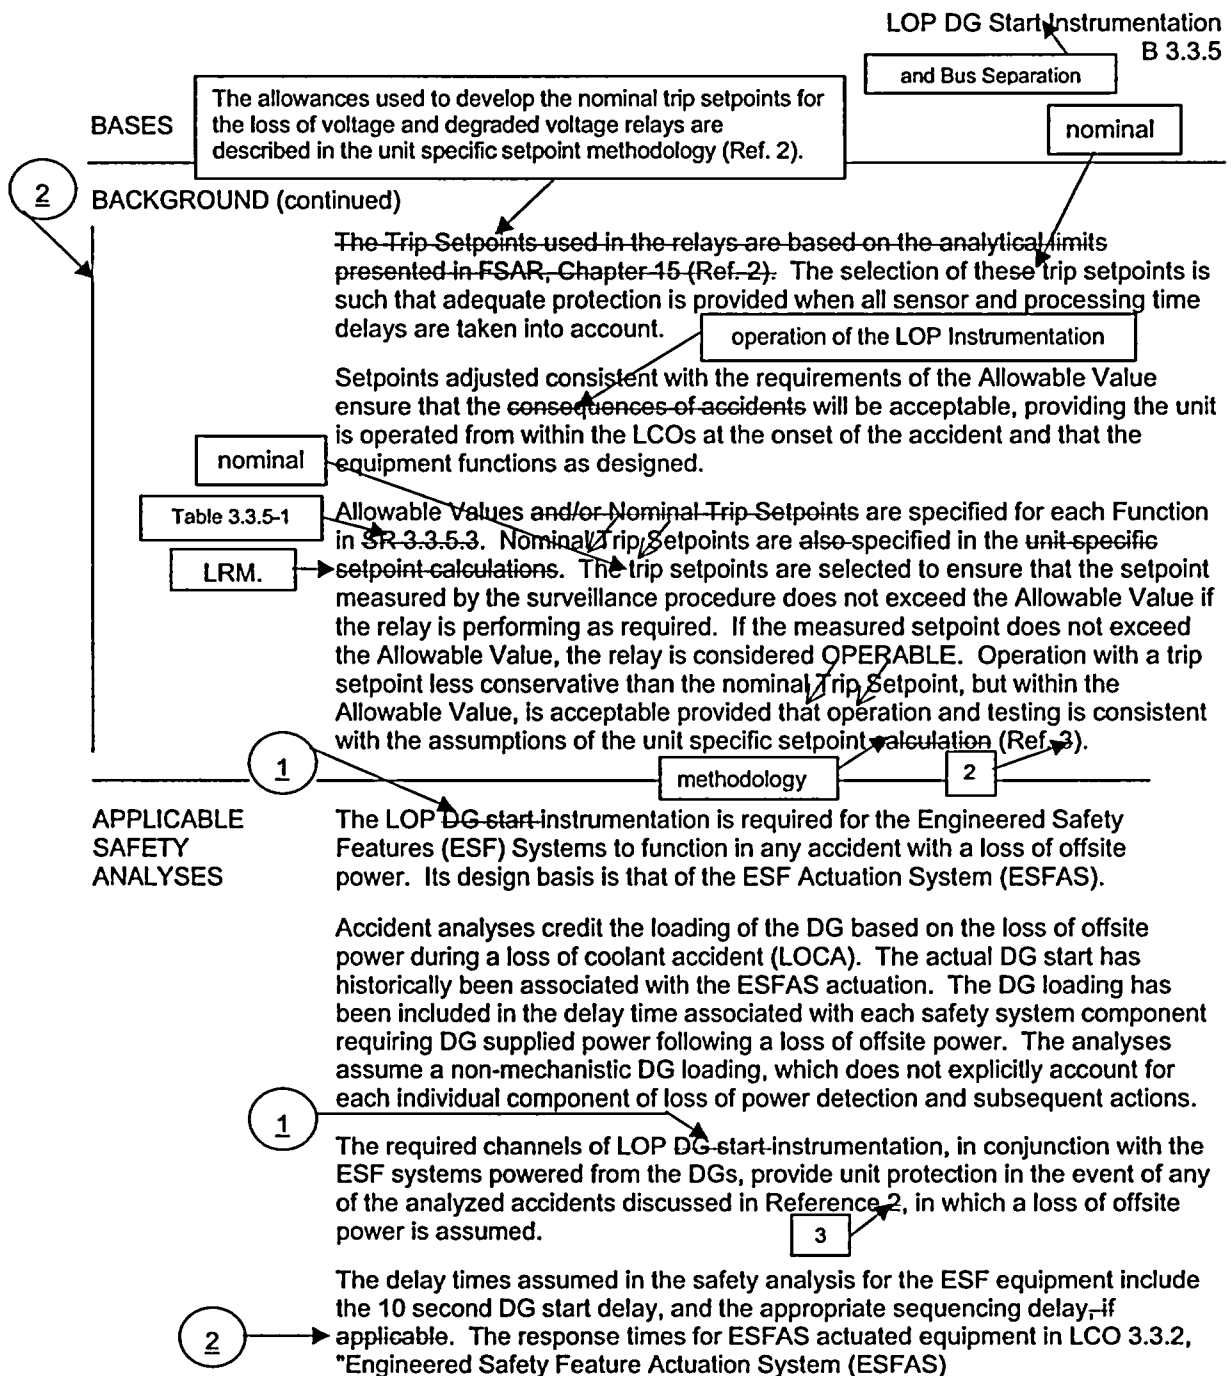 LOP DG Start Instrumentation
B 3.3.5
and Bus Separation
The allowances used to develop the nominal trip setpoints for
the loss of voltage and degraded voltage relays are
described in the unit specific setpoint methodology (Ref. 2).
BASES
nominal
2
BACKGROUND (continued)
The Trip Setpoints used in the relays are based on the analytical limits
presented in FSAR, Chapter 15 (Ref. 2). The selection of these trip setpoints is
such that adequate protection is provided when all sensor and processing time
delays are taken into account.
operation of the LOP Instrumentation
Setpoints adjusted consistent with the requirements of the Allowable Value
ensure that the consequences of accidents will be acceptable, providing the unit
is operated from within the LCOs at the onset of the accident and that the
equipment functions as designed.
nominal
Table 3.3.5-1
LRM.
Allowable Values and/or Nominal Trip Setpoints are specified for each Function
in SR 3.3.5.3. Nominal Trip Setpoints are also specified in the unit specific
setpoint calculations. The trip setpoints are selected to ensure that the setpoint
measured by the surveillance procedure does not exceed the Allowable Value if
the relay is performing as required. If the measured setpoint does not exceed
the Allowable Value, the relay is considered OPERABLE. Operation with a trip
setpoint less conservative than the nominal Trip Setpoint, but within the
Allowable Value, is acceptable provided that operation and testing is consistent
with the assumptions of the unit specific setpoint calculation (Ref. 3).
1
methodology
2
APPLICABLE
SAFETY
ANALYSES
The LOP DG start instrumentation is required for the Engineered Safety
Features (ESF) Systems to function in any accident with a loss of offsite
power. Its design basis is that of the ESF Actuation System (ESFAS).
Accident analyses credit the loading of the DG based on the loss of offsite
power during a loss of coolant accident (LOCA). The actual DG start has
historically been associated with the ESFAS actuation. The DG loading has
been included in the delay time associated with each safety system component
requiring DG supplied power following a loss of offsite power. The analyses
assume a non-mechanistic DG loading, which does not explicitly account for
each individual component of loss of power detection and subsequent actions.
1
The required channels of LOP DG start instrumentation, in conjunction with the
ESF systems powered from the DGs, provide unit protection in the event of any
of the analyzed accidents discussed in Reference 2, in which a loss of offsite
power is assumed.
3
The delay times assumed in the safety analysis for the ESF equipment include
the 10 second DG start delay, and the appropriate sequencing delay, if
2
applicable. The response times for ESFAS actuated equipment in LCO 3.3.2,
"Engineered Safety Feature Actuation System (ESFAS)